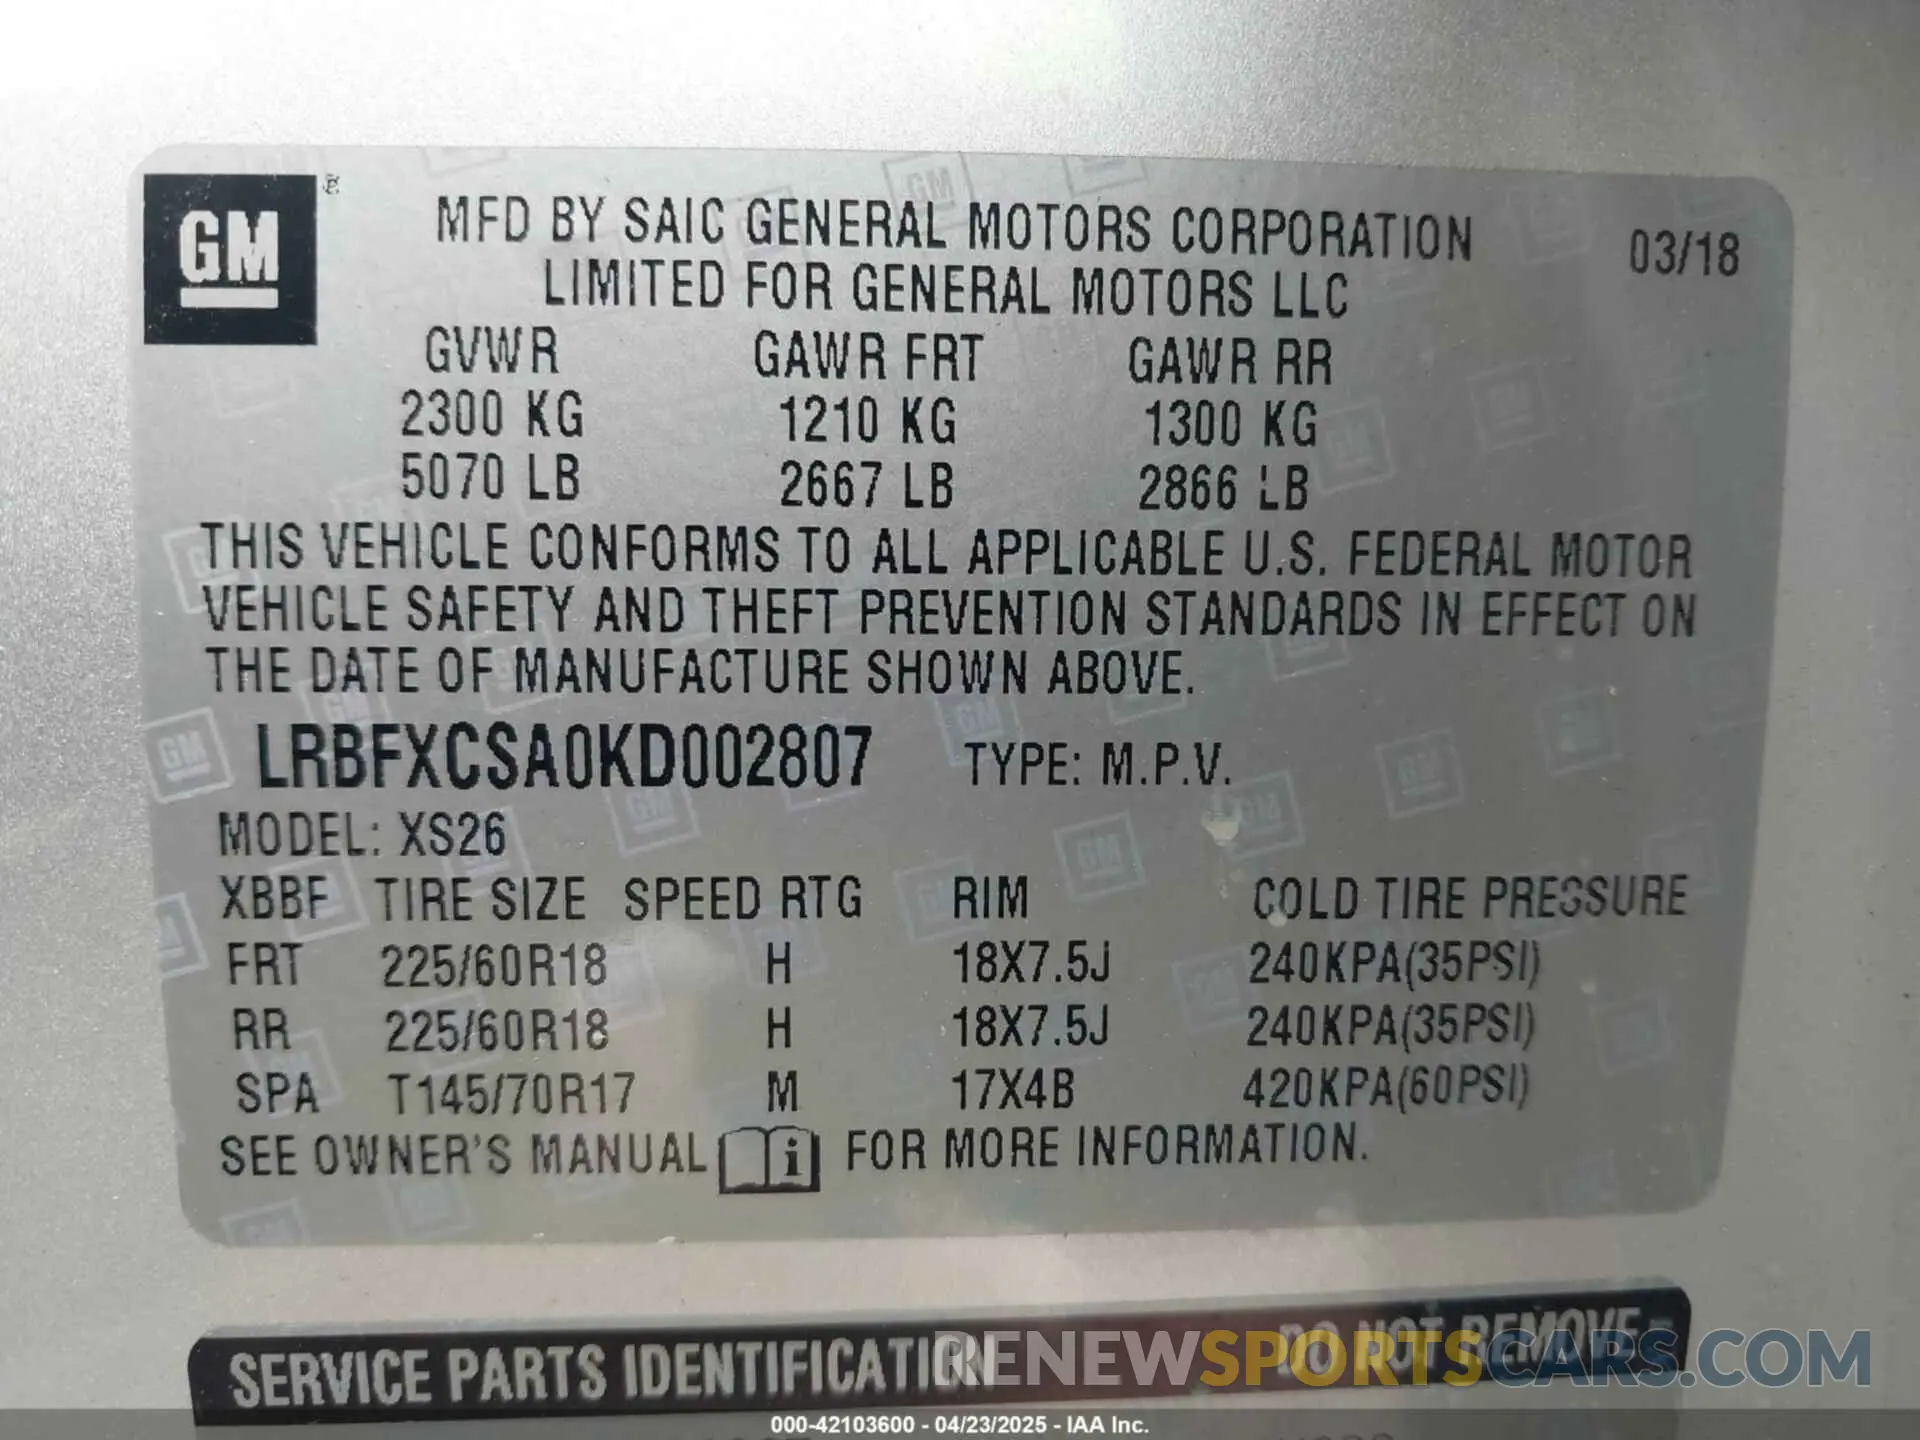 GM
MFD BY SAIC GENERAL MOTORS CORPORATION
LIMITED FOR GENERAL MOTORS LLC
03/18
GVWR GAWR FRT GAWR RR
2300 KG 1210 KG 1300 KG
5070 LB 2667 LB 2866 LB
THIS VEHICLE CONFORMS TO ALL APPLICABLE U.S. FEDERAL MOTOR
VEHICLE SAFETY AND THEFT PREVENTION STANDARDS IN EFFECT ON
THE DATE OF MANUFACTURE SHOWN ABOVE.
LRBFXCSA0KD002807 TYPE: M.P.V.
MODEL: XS26
XBBF TIRE SIZE SPEED RTG RIM COLD TIRE PRESSURE
FRT 225/60R18 H 18X7.5J 240KPA(35PSI)
RR 225/60R18 H 18X7.5J 240KPA(35PSI)
SPA T145/70R17 M 17X4B 420KPA(60PSI)
SEE OWNER'S MANUAL i FOR MORE INFORMATION.
SERVICE PARTS IDENTIFICATION DO NOT REMOVE
RENEWSPORTSCARS.COM
000-42103600 - 04/23/2025 - IAA Inc.